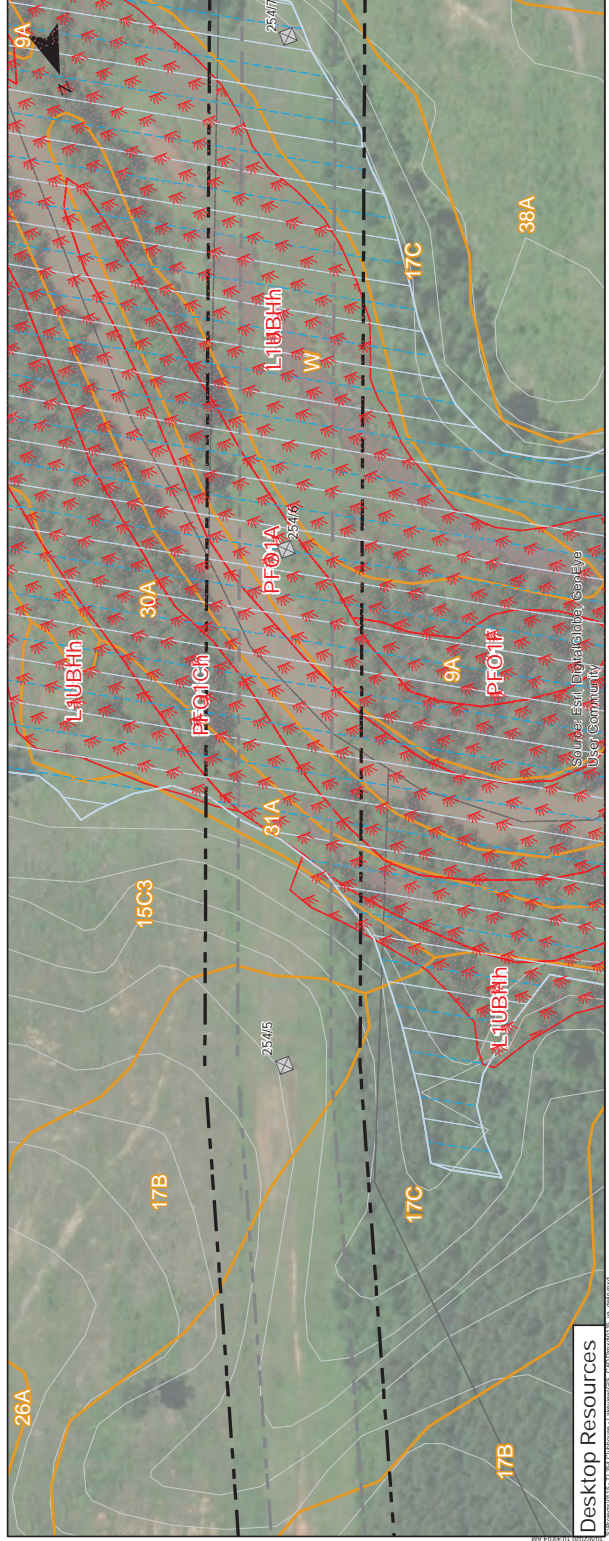 9A
N
254/7
38A
17C
L1UBHh
W
PFO1A
254/6
30A
L1UBHh
PFO1Ch
9A
PFO1F
Source: Esri, DigitalGlobe, GeoEye
User Community
31A
15C3
L1UBHh
254/5
17B
17C
26A
17B
Desktop Resources